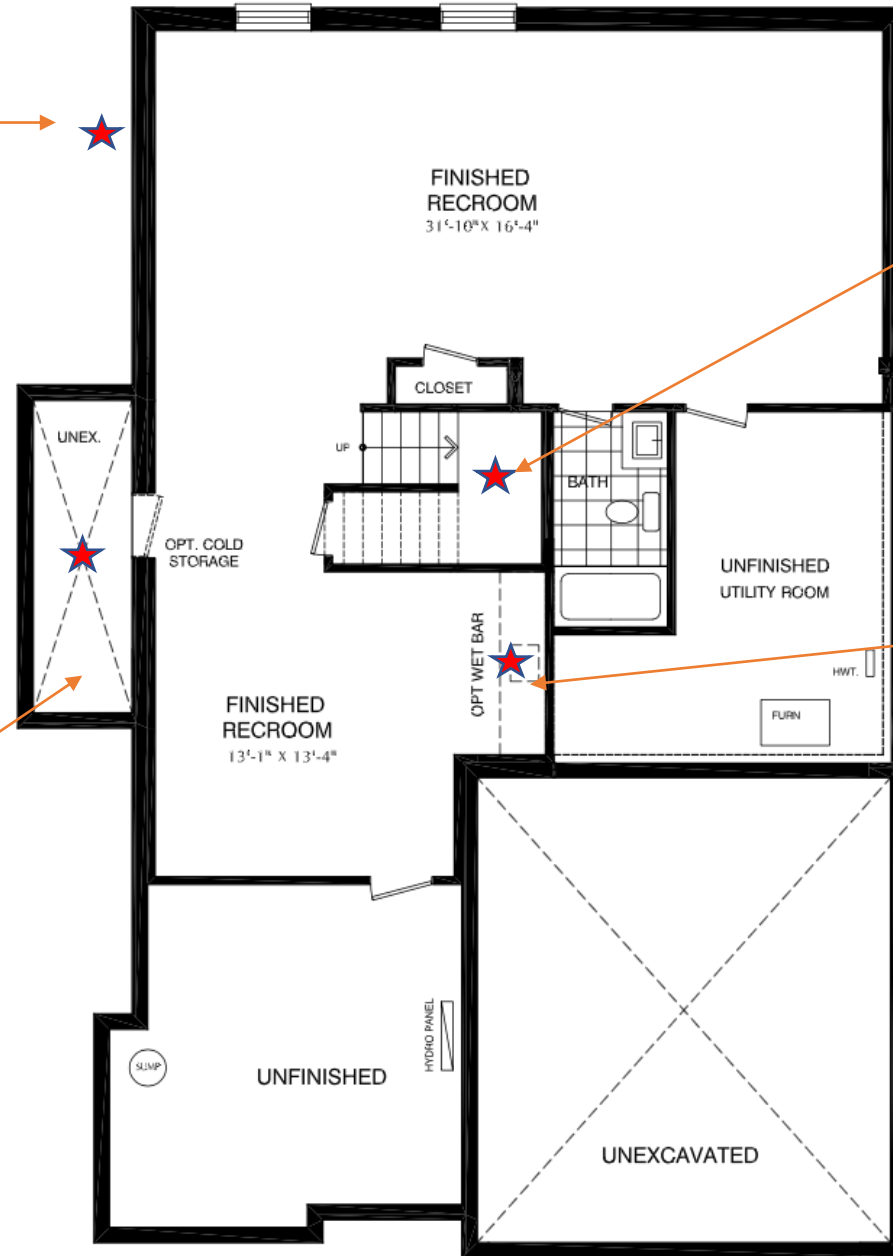 FINISHED
RECROOM
31'-10" X 16'-4"
CLOSET
UNEX.
UP
BATH
OPT. COLD
STORAGE
UNFINISHED
UTILITY ROOM
OPT WET BAR
HWT.
FINISHED
RECROOM
13'-1" X 13'-4"
FURN
HYDRO PANEL
SUMP
UNFINISHED
UNEXCAVATED